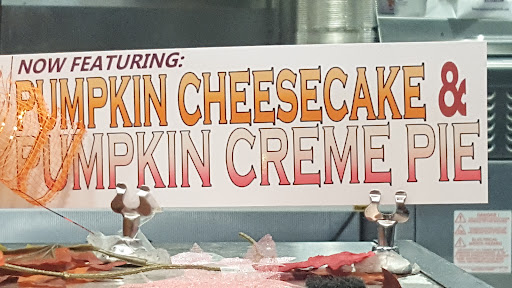 NOW FEATURING:
PUMPKIN CHEESECAKE &
PUMPKIN CREME PIE